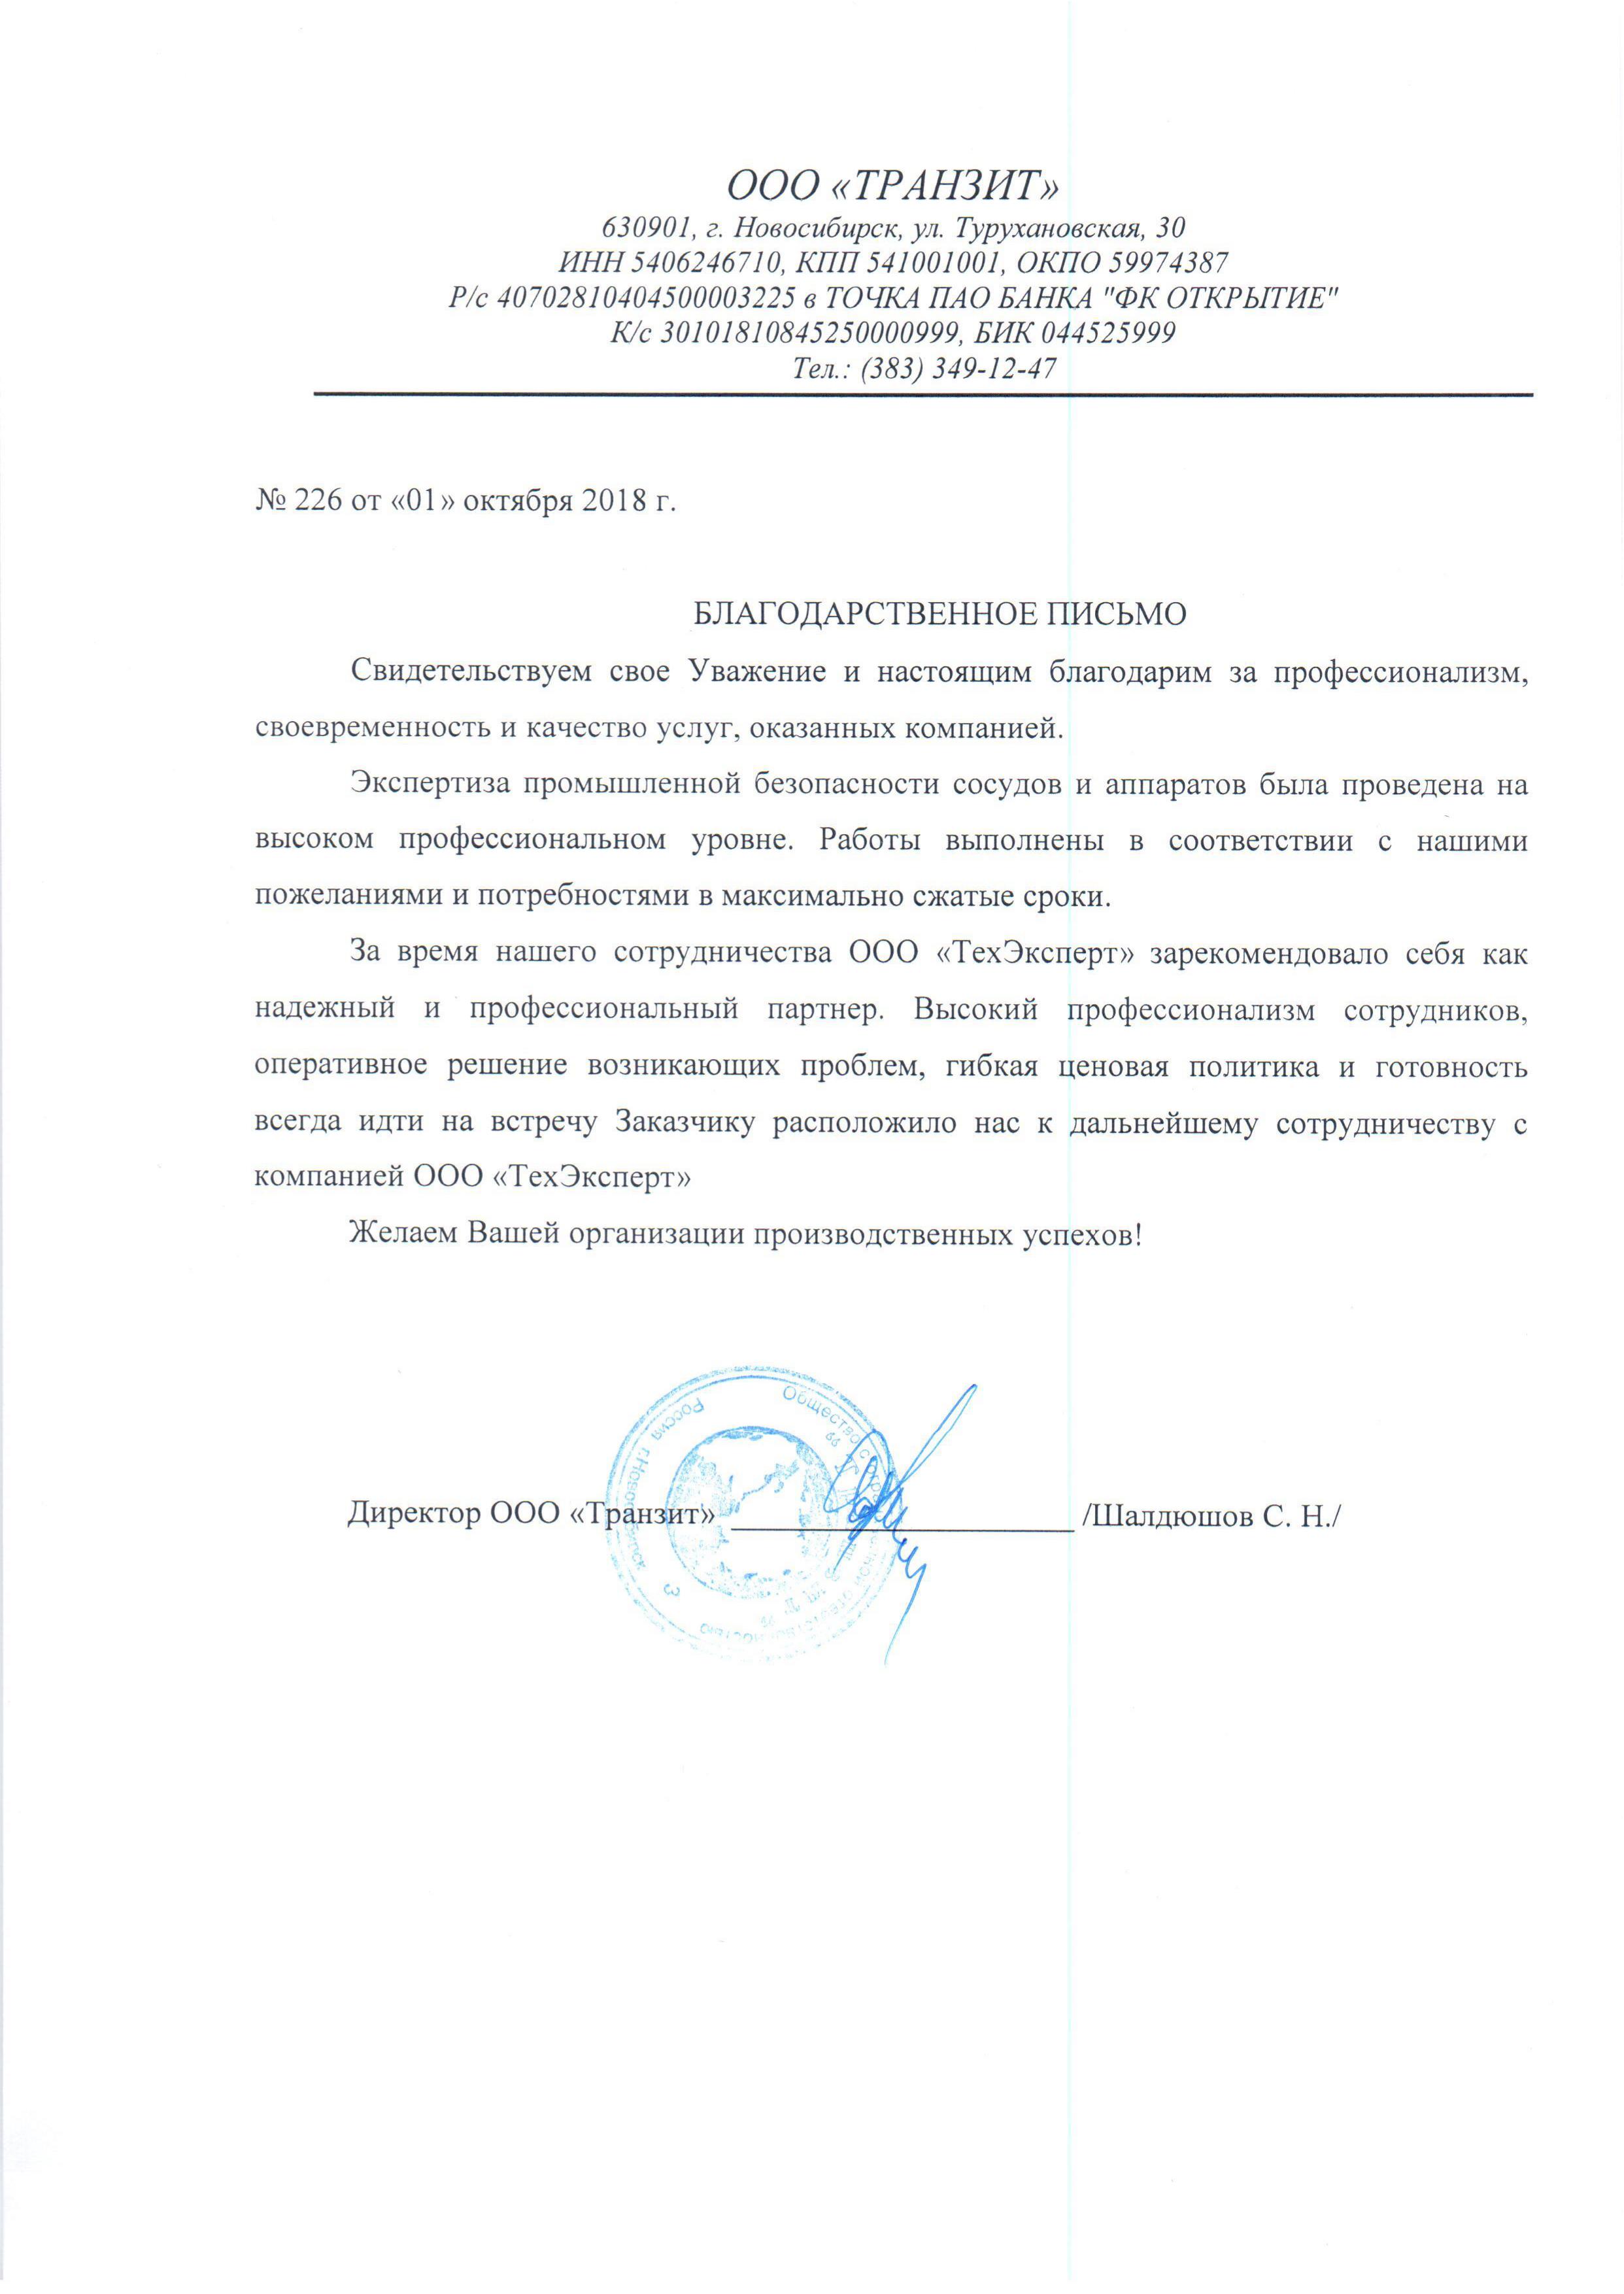 ООО «ТРАНЗИТ»
630901, г. Новосибирск, ул. Турухановская, 30
ИНН 5406246710, КПП 541001001, ОКПО 59974387
Р/с 40702810404500003225 в ТОЧКА ПАО БАНКА "ФК ОТКРЫТИЕ"
К/с 30101810845250000999, БИК 044525999
Тел.: (383) 349-12-47
№ 226 от «01» октября 2018 г.
БЛАГОДАРСТВЕННОЕ ПИСЬМО
Свидетельствуем свое Уважение и настоящим благодарим за профессионализм,
своевременность и качество услуг, оказанных компанией.
Экспертиза промышленной безопасности сосудов и аппаратов была проведена на
высоком профессиональном уровне. Работы выполнены в соответствии с нашими
пожеланиями и потребностями в максимально сжатые сроки.
За время нашего сотрудничества ООО «ТехЭксперт» зарекомендовало себя как
надежный и профессиональный партнер. Высокий профессионализм сотрудников,
оперативное решение возникающих проблем, гибкая ценовая политика и готовность
всегда идти на встречу Заказчику расположило нас к дальнейшему сотрудничеству с
компанией ООО «ТехЭксперт»
Желаем Вашей организации производственных успехов!
Директор ООО «Транзит» ____________________ /Шалдюшов С. Н./
Россия
Общество с